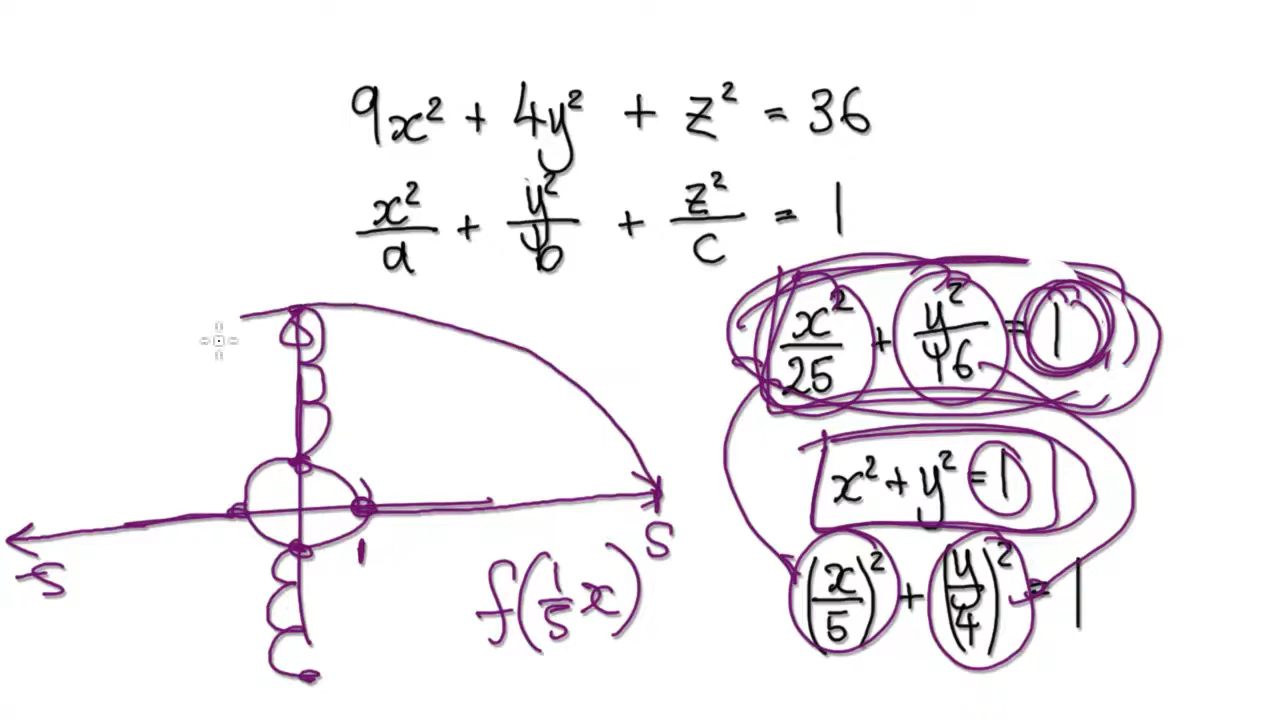 9x² + 4y² + z² = 36
x²/a + y²/b + z²/c = 1
x²/25 + y²/16 = 1
x² + y² = 1
(x/5)² + (y/4)² = 1
-5
1
5
f(1/5 x)